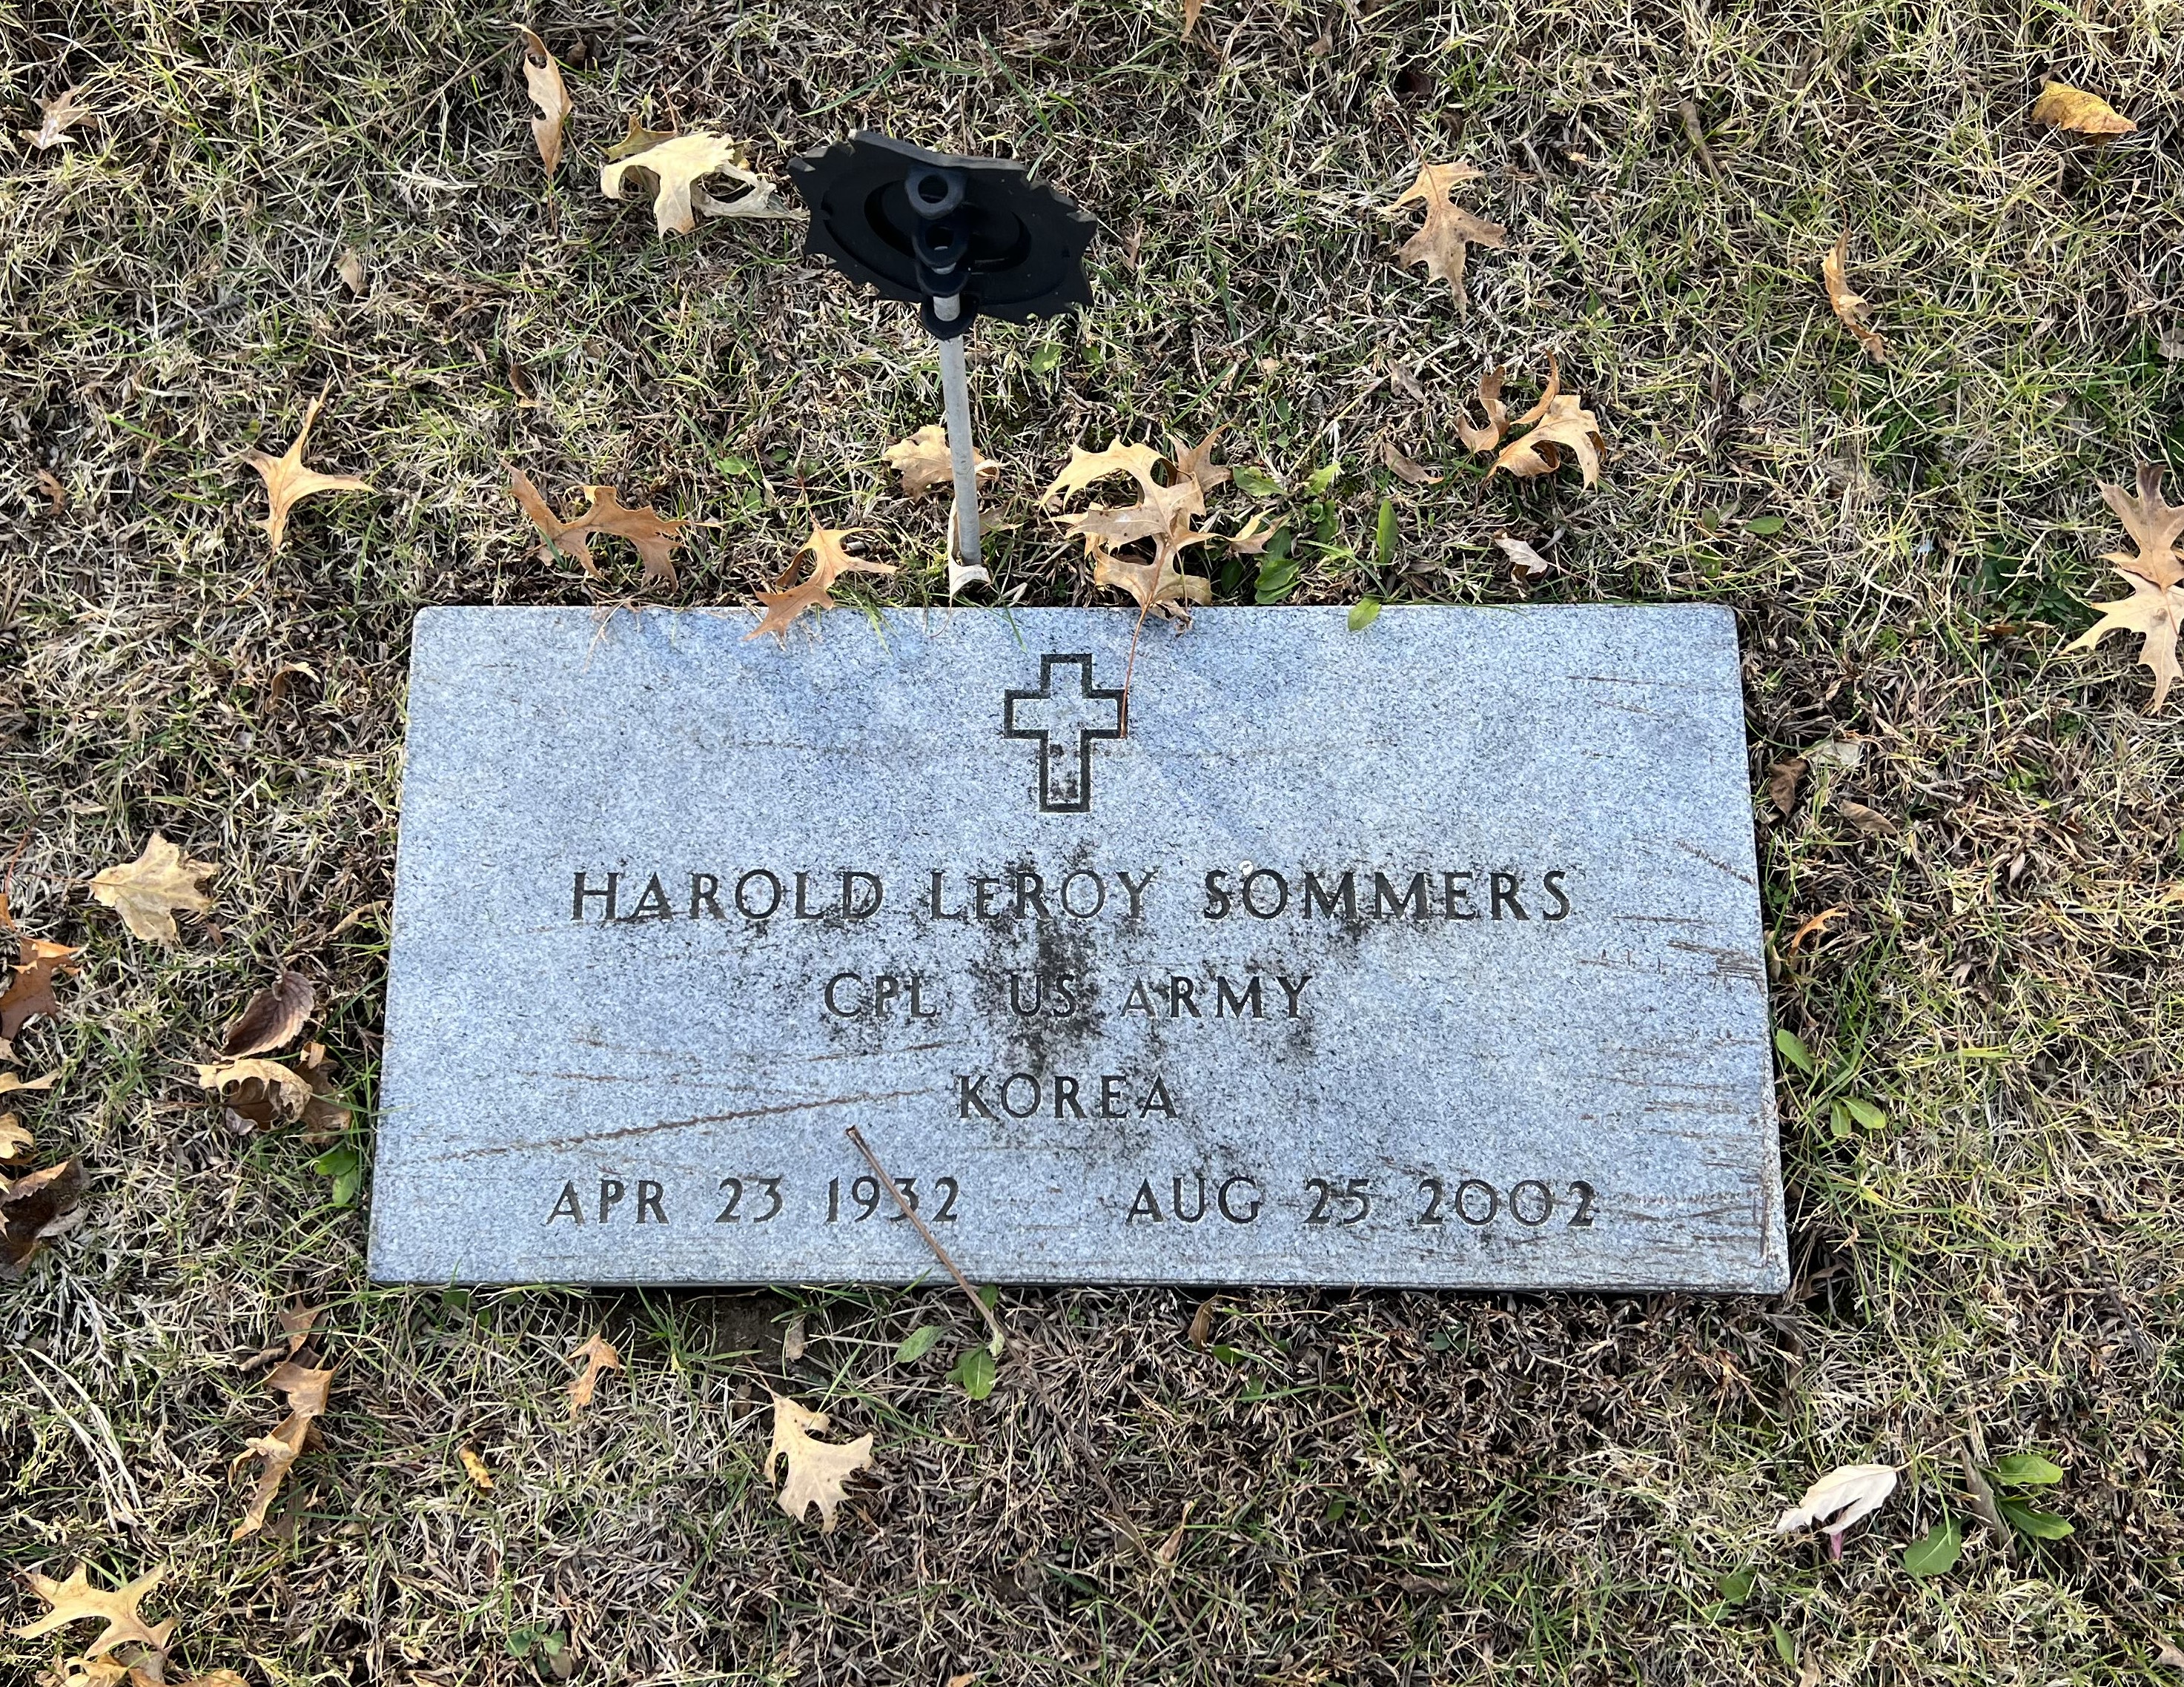 HAROLD LEROY SOMMERS
CPL US ARMY
KOREA
APR 23 1932 AUG 25 2002